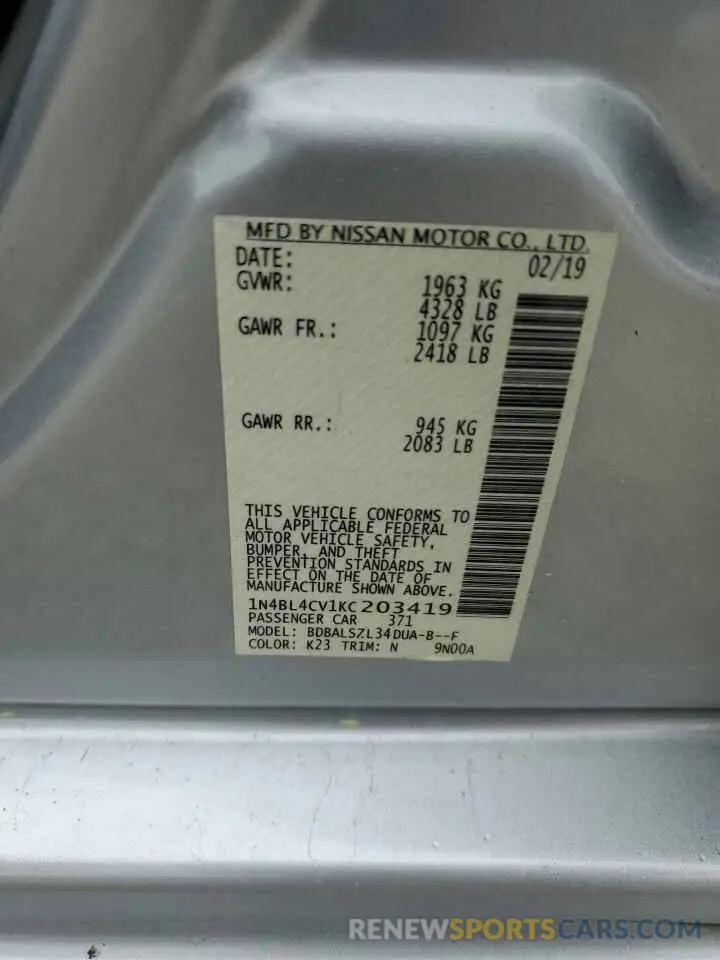 MFD BY NISSAN MOTOR CO., LTD.
DATE: 02/19
GVWR: 1963 KG
4328 LB
GAWR FR.: 1097 KG
2418 LB
GAWR RR.: 945 KG
2083 LB
THIS VEHICLE CONFORMS TO
ALL APPLICABLE FEDERAL
MOTOR VEHICLE SAFETY,
BUMPER, AND THEFT
PREVENTION STANDARDS IN
EFFECT ON THE DATE OF
MANUFACTURE SHOWN ABOVE.
1N4BL4CV1KC203419
PASSENGER CAR 371
MODEL: BDBALSZL34DUA-B--F
COLOR: K23 TRIM: N 9N00A
RENEWSPORTSCARS.COM